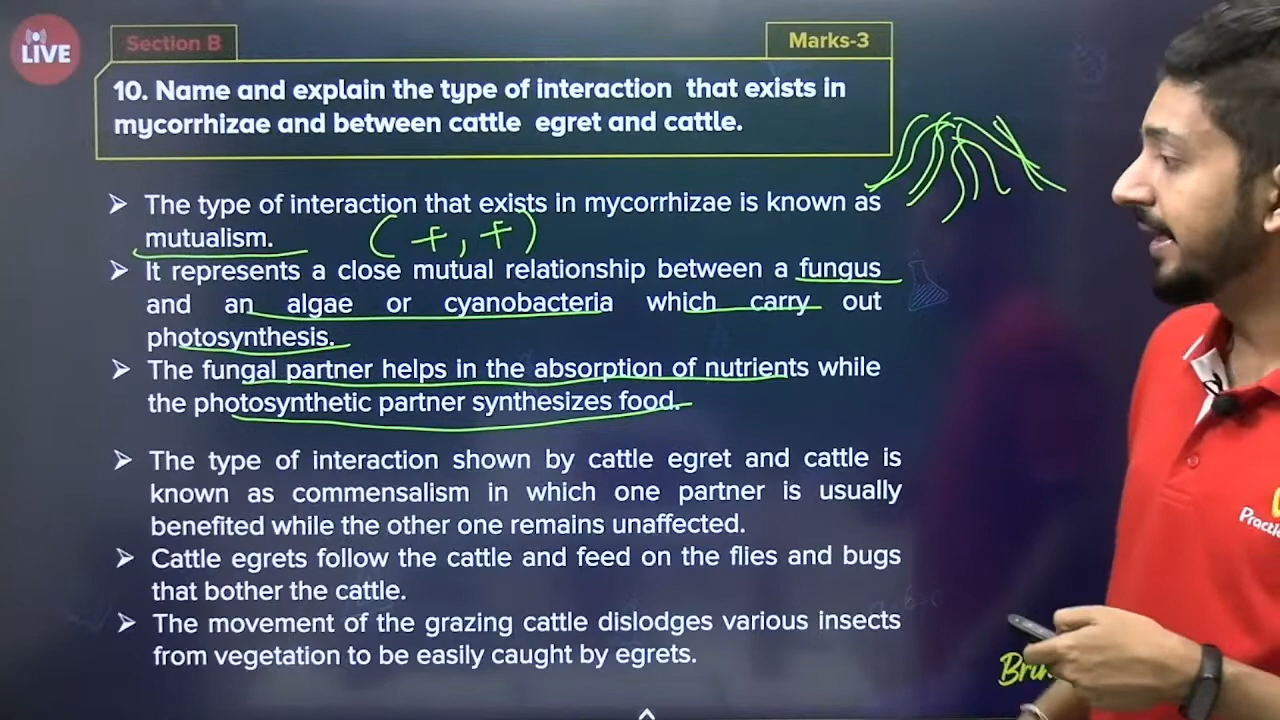 LIVE
Section B
Marks-3
10. Name and explain the type of interaction that exists in
mycorrhizae and between cattle egret and cattle.
➤ The type of interaction that exists in mycorrhizae is known as
mutualism. (+, +)
➤ It represents a close mutual relationship between a fungus
and an algae or cyanobacteria which carry out
photosynthesis.
➤ The fungal partner helps in the absorption of nutrients while
the photosynthetic partner synthesizes food.
➤ The type of interaction shown by cattle egret and cattle is
known as commensalism in which one partner is usually
benefited while the other one remains unaffected.
➤ Cattle egrets follow the cattle and feed on the flies and bugs
that bother the cattle.
➤ The movement of the grazing cattle dislodges various insects
from vegetation to be easily caught by egrets.